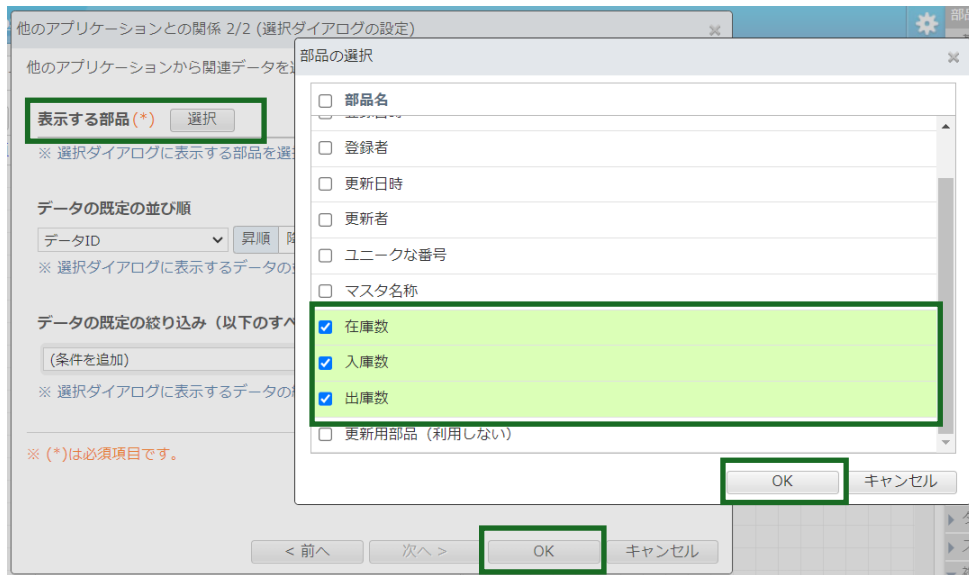 他のアプリケーションとの関係 2/2 (選択ダイアログの設定)
他のアプリケーションから関連データを
表示する部品(*) 選択
※ 選択ダイアログに表示する部品を選
データの既定の並び順
データID 昇順
※ 選択ダイアログに表示するデータの
データの既定の絞り込み（以下のすべ
(条件を追加)
※ 選択ダイアログに表示するデータの
※ (*)は必須項目です。
< 前へ 次へ > OK キャンセル
部品の選択
部品名
登録者
更新日時
更新者
ユニークな番号
マスタ名称
在庫数
入庫数
出庫数
更新用部品（利用しない）
OK キャンセル